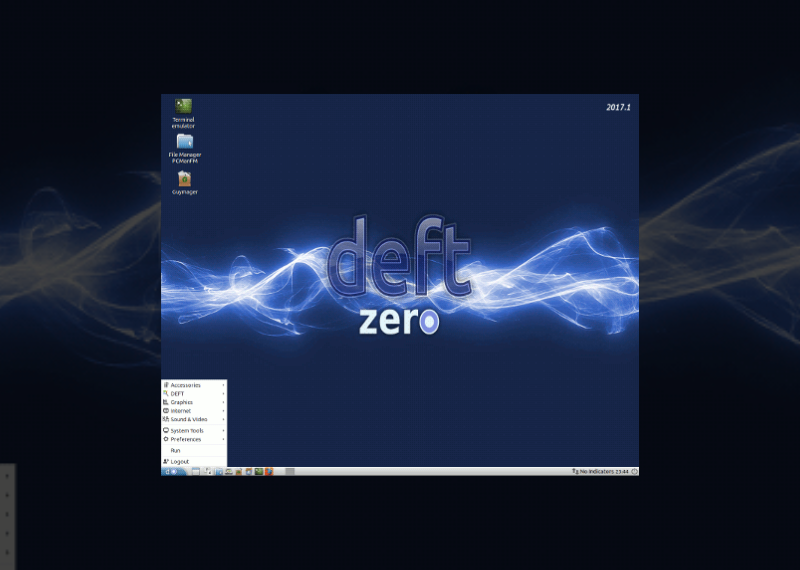 2017.1
Terminal
emulator
File Manager
PCManFM
Guymager
deft
zero
Accessories
DEFT
Graphics
Internet
Sound & Video
System Tools
Preferences
Run
Logout
No Indicators 23:44